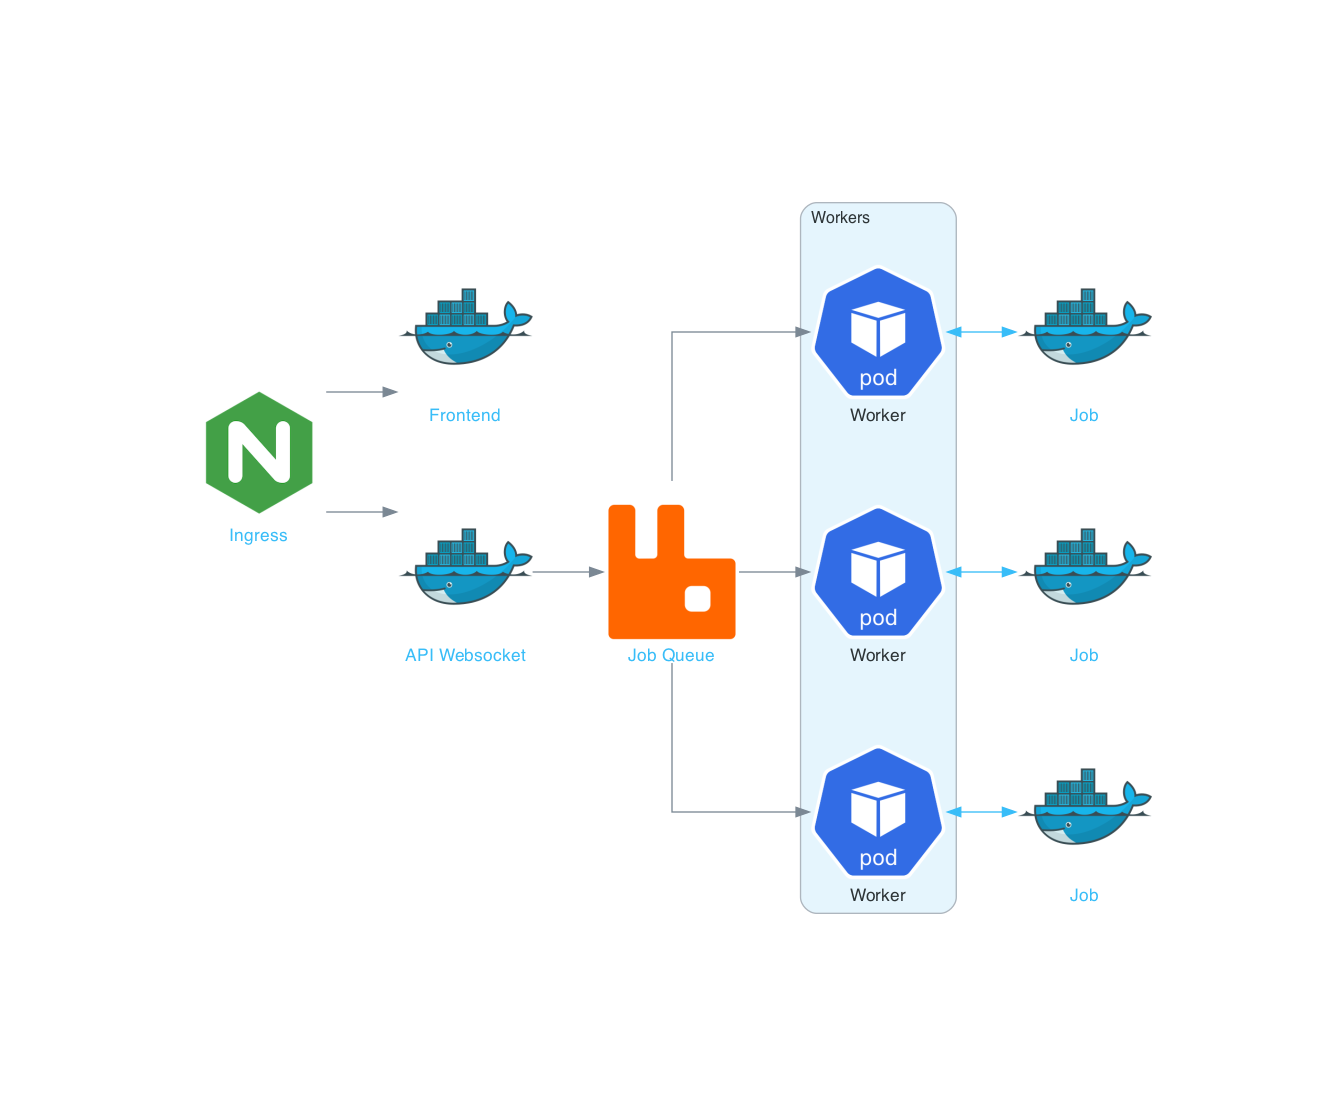 Workers
pod
Worker
Frontend
Job
N
Ingress
pod
API Websocket
Job Queue
Worker
Job
pod
Worker
Job